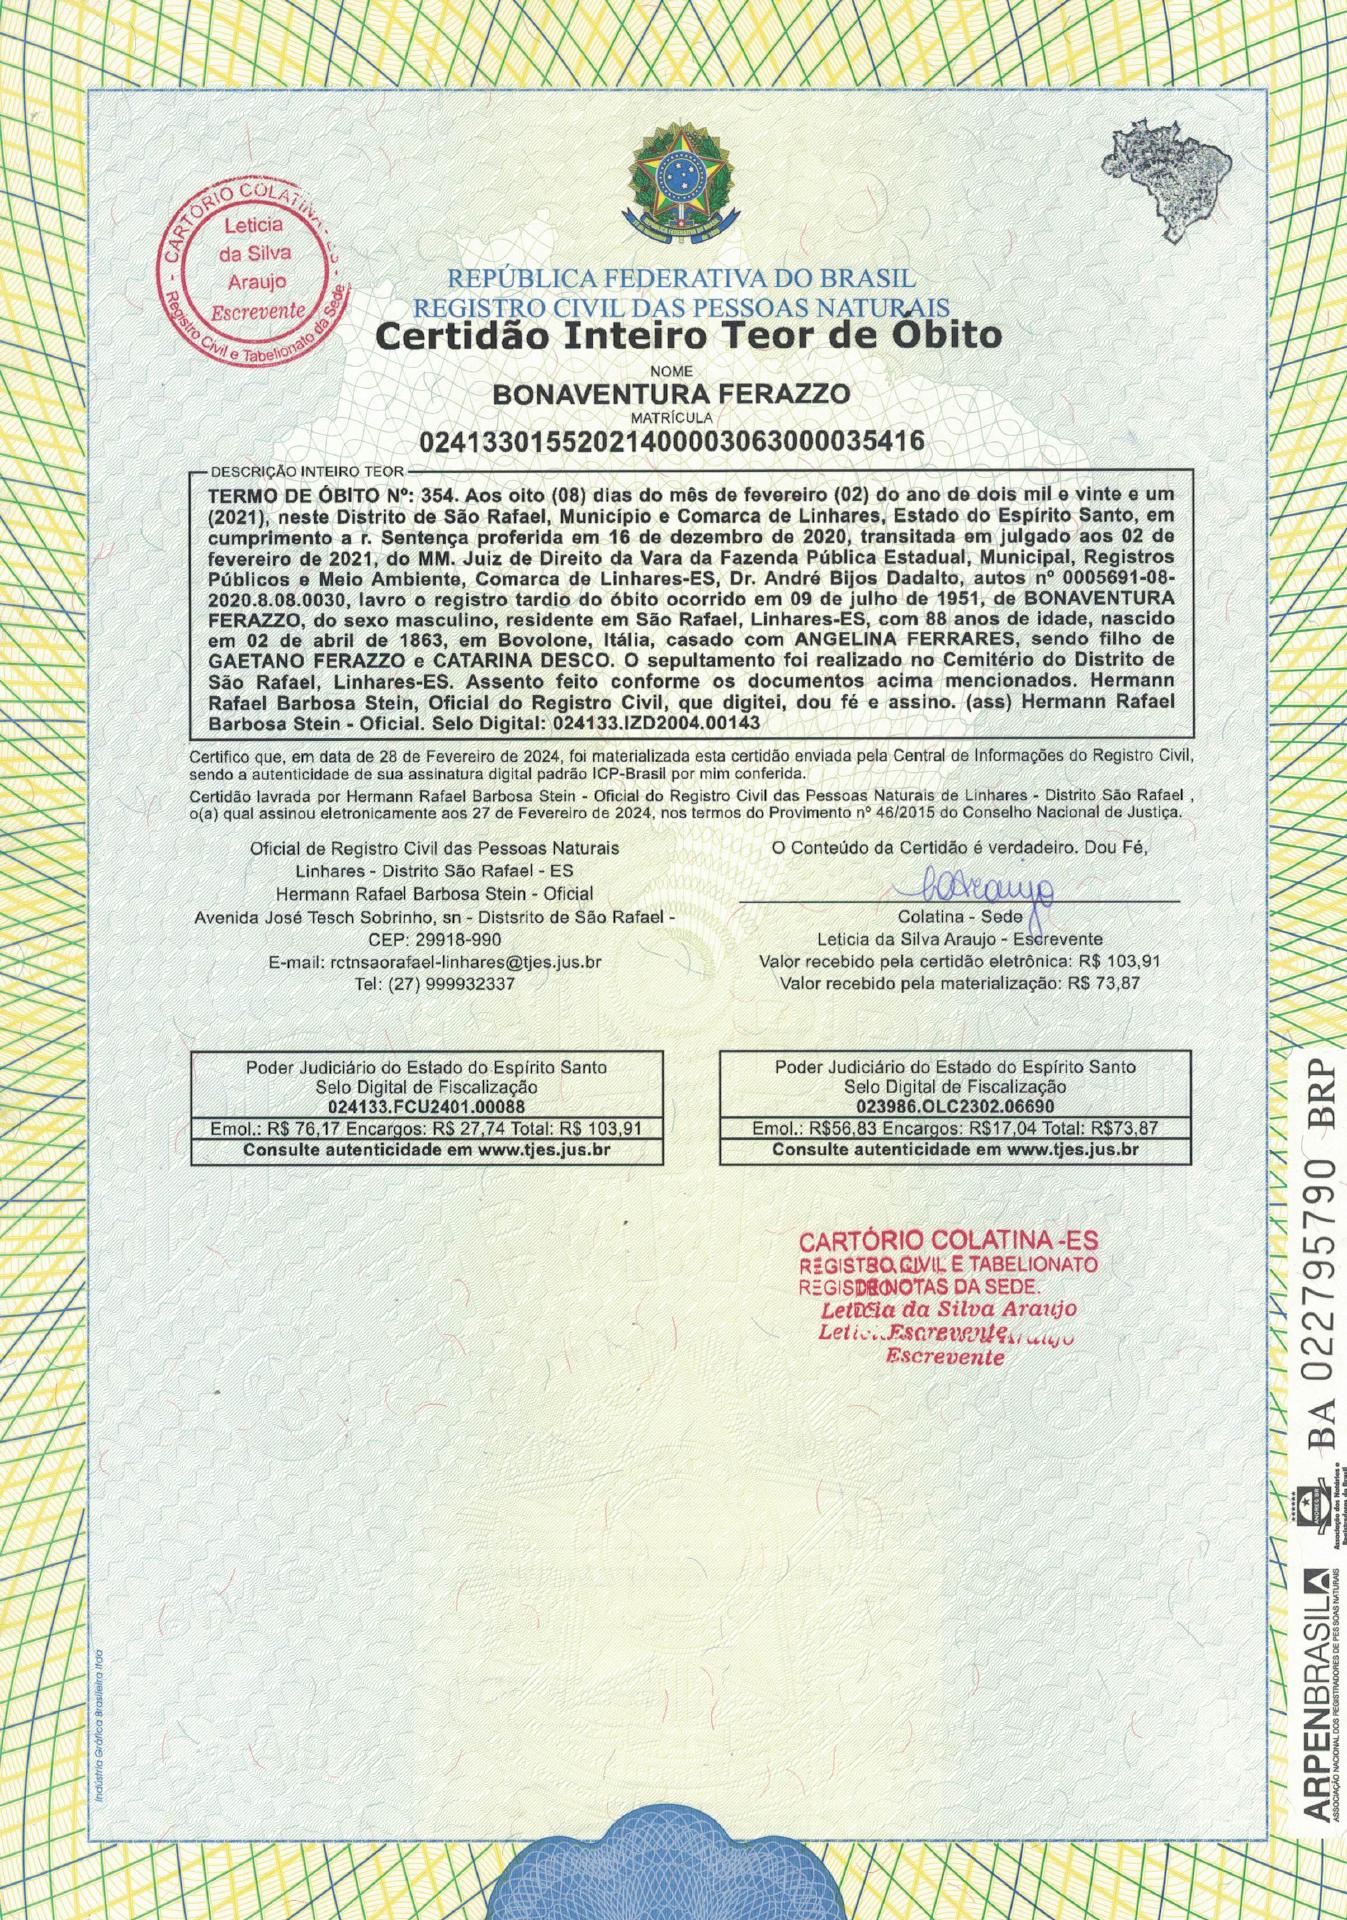 CARTÓRIO COLATINA
Leticia
da Silva
Araujo
Escrevente
Registro Civil e Tabelionato da Sede
REPÚBLICA FEDERATIVA DO BRASIL
REGISTRO CIVIL DAS PESSOAS NATURAIS
Certidão Inteiro Teor de Óbito
NOME
BONAVENTURA FERAZZO
MATRÍCULA
02413301552021400003063000035416
DESCRIÇÃO INTEIRO TEOR
TERMO DE ÓBITO Nº: 354. Aos oito (08) dias do mês de fevereiro (02) do ano de dois mil e vinte e um
(2021), neste Distrito de São Rafael, Município e Comarca de Linhares, Estado do Espírito Santo, em
cumprimento a r. Sentença proferida em 16 de dezembro de 2020, transitada em julgado aos 02 de
fevereiro de 2021, do MM. Juiz de Direito da Vara da Fazenda Pública Estadual, Municipal, Registros
Públicos e Meio Ambiente, Comarca de Linhares-ES, Dr. André Bijos Dadalto, autos nº 0005691-08-
2020.8.08.0030, lavro o registro tardio do óbito ocorrido em 09 de julho de 1951, de BONAVENTURA
FERAZZO, do sexo masculino, residente em São Rafael, Linhares-ES, com 88 anos de idade, nascido
em 02 de abril de 1863, em Bovolone, Itália, casado com ANGELINA FERRARES, sendo filho de
GAETANO FERAZZO e CATARINA DESCO. O sepultamento foi realizado no Cemitério do Distrito de
São Rafael, Linhares-ES. Assento feito conforme os documentos acima mencionados. Hermann
Rafael Barbosa Stein, Oficial do Registro Civil, que digitei, dou fé e assino. (ass) Hermann Rafael
Barbosa Stein - Oficial. Selo Digital: 024133.IZD2004.00143
Certifico que, em data de 28 de Fevereiro de 2024, foi materializada esta certidão enviada pela Central de Informações do Registro Civil,
sendo a autenticidade de sua assinatura digital padrão ICP-Brasil por mim conferida.
Certidão lavrada por Hermann Rafael Barbosa Stein - Oficial do Registro Civil das Pessoas Naturais de Linhares - Distrito São Rafael ,
o(a) qual assinou eletronicamente aos 27 de Fevereiro de 2024, nos termos do Provimento nº 46/2015 do Conselho Nacional de Justiça.
Oficial de Registro Civil das Pessoas Naturais
Linhares - Distrito São Rafael - ES
Hermann Rafael Barbosa Stein - Oficial
Avenida José Tesch Sobrinho, sn - Distsrito de São Rafael -
CEP: 29918-990
E-mail: rctnsaorafael-linhares@tjes.jus.br
Tel: (27) 999932337
O Conteúdo da Certidão é verdadeiro. Dou Fé,
Colatina - Sede
Leticia da Silva Araujo - Escrevente
Valor recebido pela certidão eletrônica: R$ 103,91
Valor recebido pela materialização: R$ 73,87
Poder Judiciário do Estado do Espírito Santo
Selo Digital de Fiscalização
024133.FCU2401.00088
Emol.: R$ 76,17 Encargos: R$ 27,74 Total: R$ 103,91
Consulte autenticidade em www.tjes.jus.br
Poder Judiciário do Estado do Espírito Santo
Selo Digital de Fiscalização
023986.OLC2302.06690
Emol.: R$56,83 Encargos: R$17,04 Total: R$73,87
Consulte autenticidade em www.tjes.jus.br
CARTÓRIO COLATINA -ES
REGISTRO CIVIL E TABELIONATO
DE NOTAS DA SEDE.
Leticia da Silva Araujo
Escrevente
Escrevente
BA 022795790 BRP
Associação dos Notários e
Registradores do Brasil
ARPENBRASIL
ASSOCIAÇÃO NACIONAL DOS REGISTRADORES DE PESSOAS NATURAIS
Indústria Gráfica Brasileira ltda